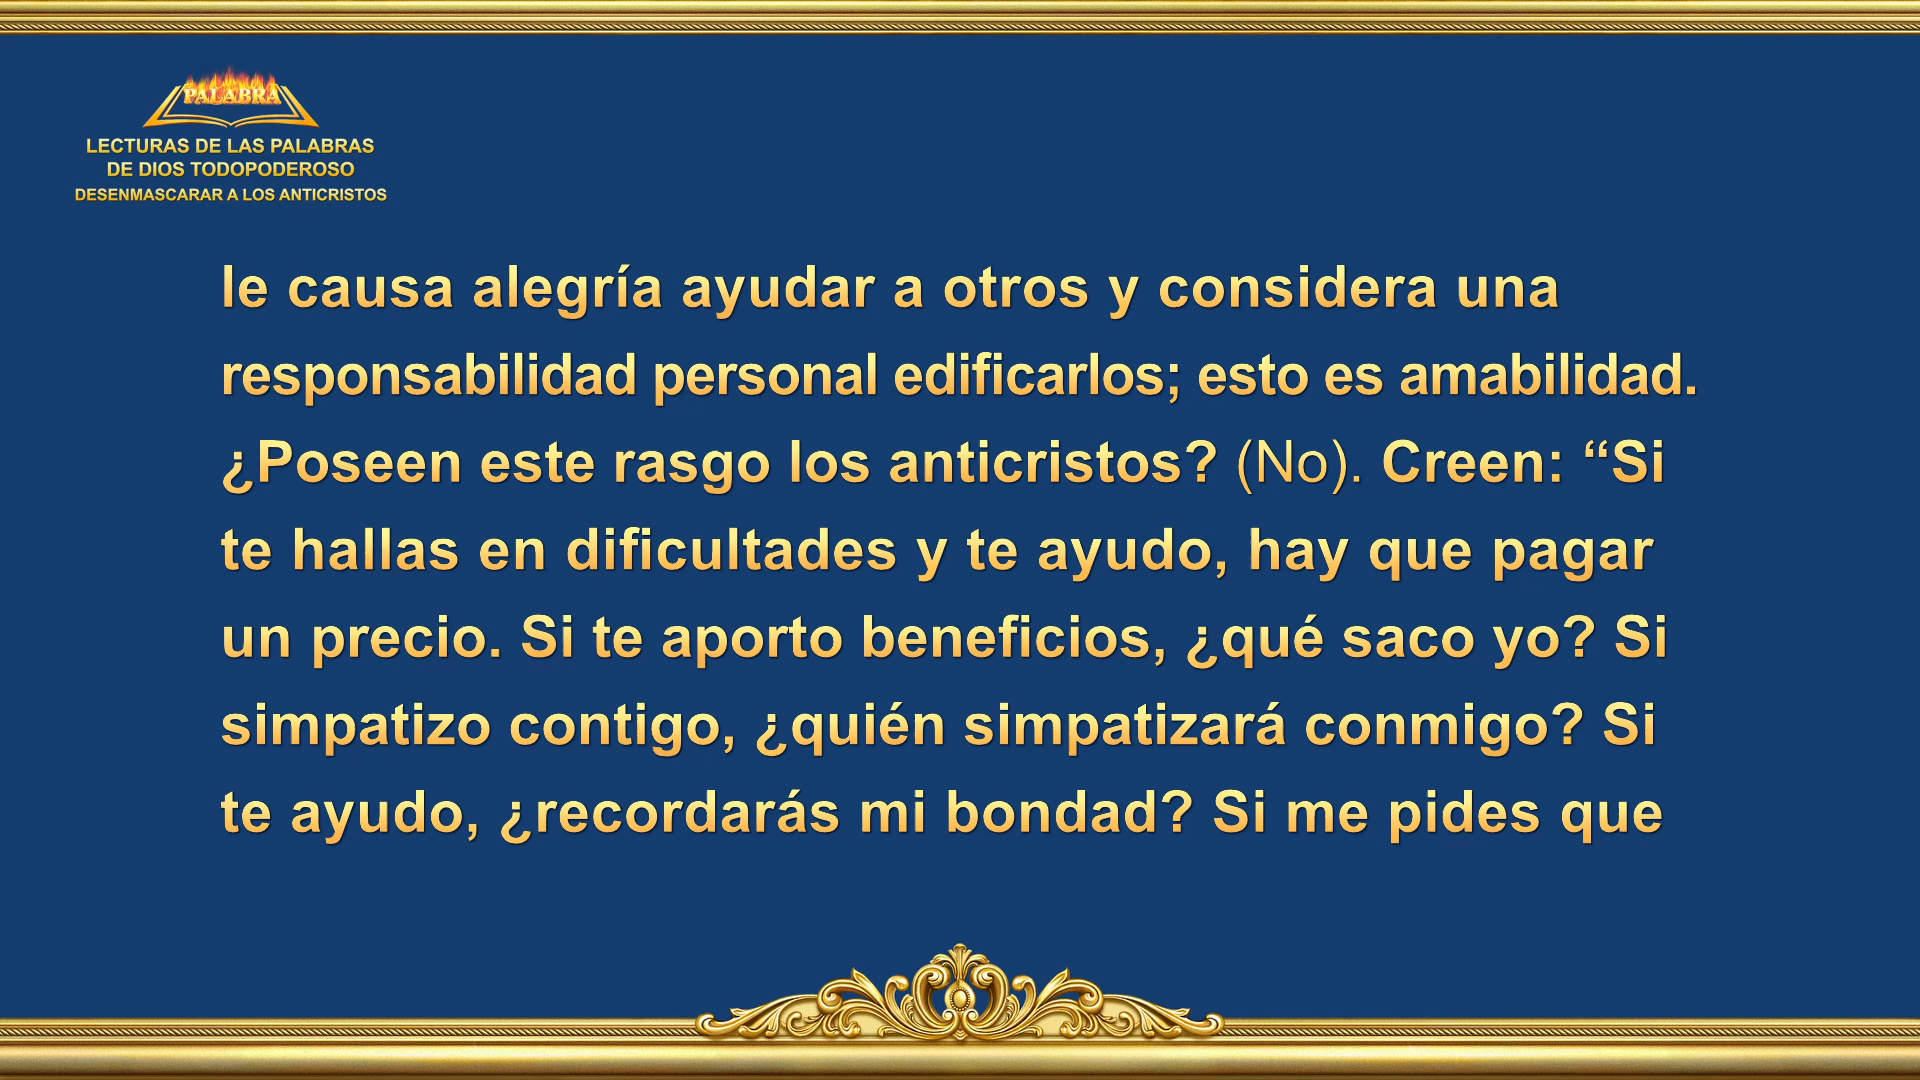 PALABRA
LECTURAS DE LAS PALABRAS
DE DIOS TODOPODEROSO
DESENMASCARAR A LOS ANTICRISTOS
le causa alegría ayudar a otros y considera una
responsabilidad personal edificarlos; esto es amabilidad.
¿Poseen este rasgo los anticristos? (No). Creen: “Si
te hallas en dificultades y te ayudo, hay que pagar
un precio. Si te aporto beneficios, ¿qué saco yo? Si
simpatizo contigo, ¿quién simpatizará conmigo? Si
te ayudo, ¿recordarás mi bondad? Si me pides que